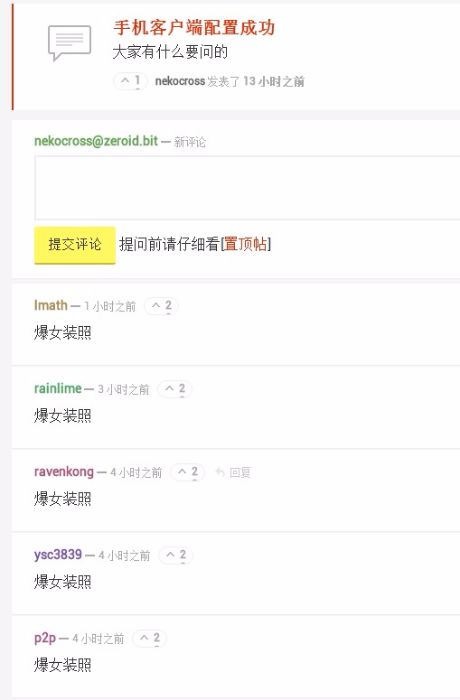 手机客户端配置成功
大家有什么要问的
1 nekocross 发表了 13 小时之前
nekocross@zeroid.bit — 新评论
提交评论 提问前请仔细看[置顶帖]
lmath — 1 小时之前 2
爆女装照
rainlime — 3 小时之前 2
爆女装照
ravenkong — 4 小时之前 2 回复
爆女装照
ysc3839 — 4 小时之前 2
爆女装照
p2p — 4 小时之前 2
爆女装照